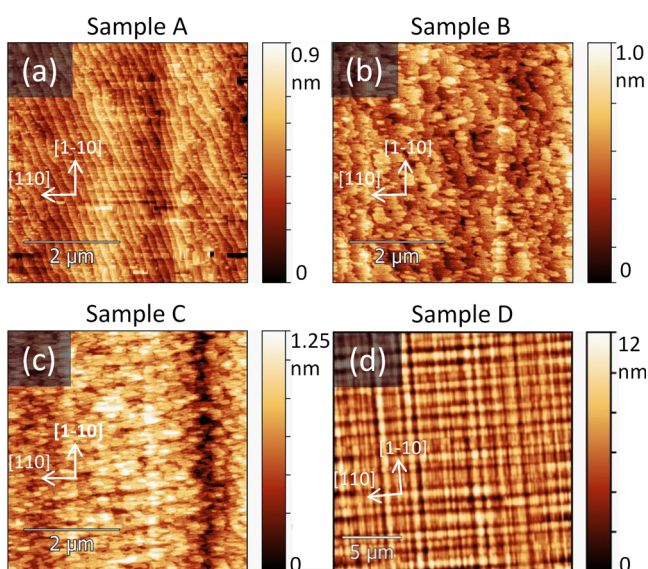 Sample A
Sample B
(a)
0.9
nm
[1-10]
[110]
2 µm
0
(b)
1.0
nm
[1-10]
[110]
2 µm
0
Sample C
Sample D
(c)
1.25
nm
[1-10]
[110]
2 µm
0
(d)
12
nm
[1-10]
[110]
5 µm
0